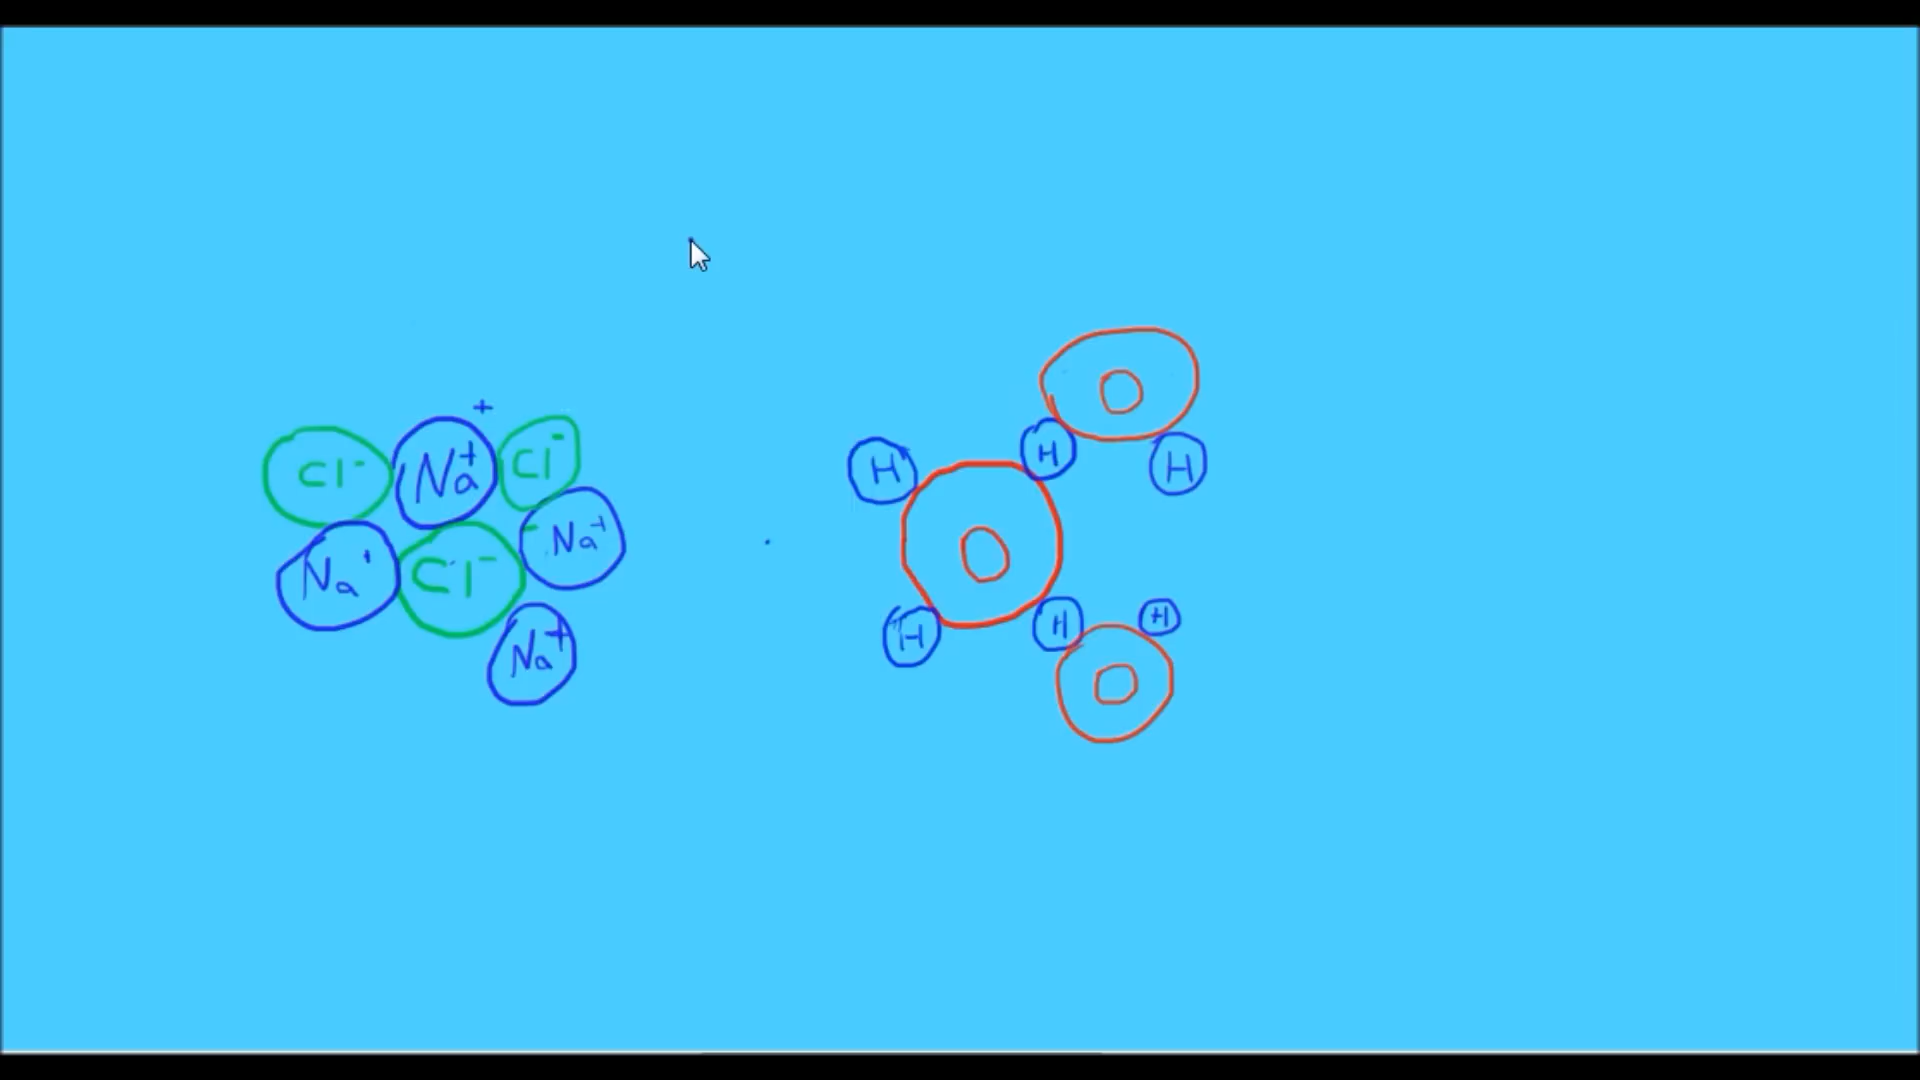 +
Cl⁻ Na⁺ Cl⁻
Na⁺ Cl⁻ Na⁺
Na⁺
O
H H
H
O
H H H
O